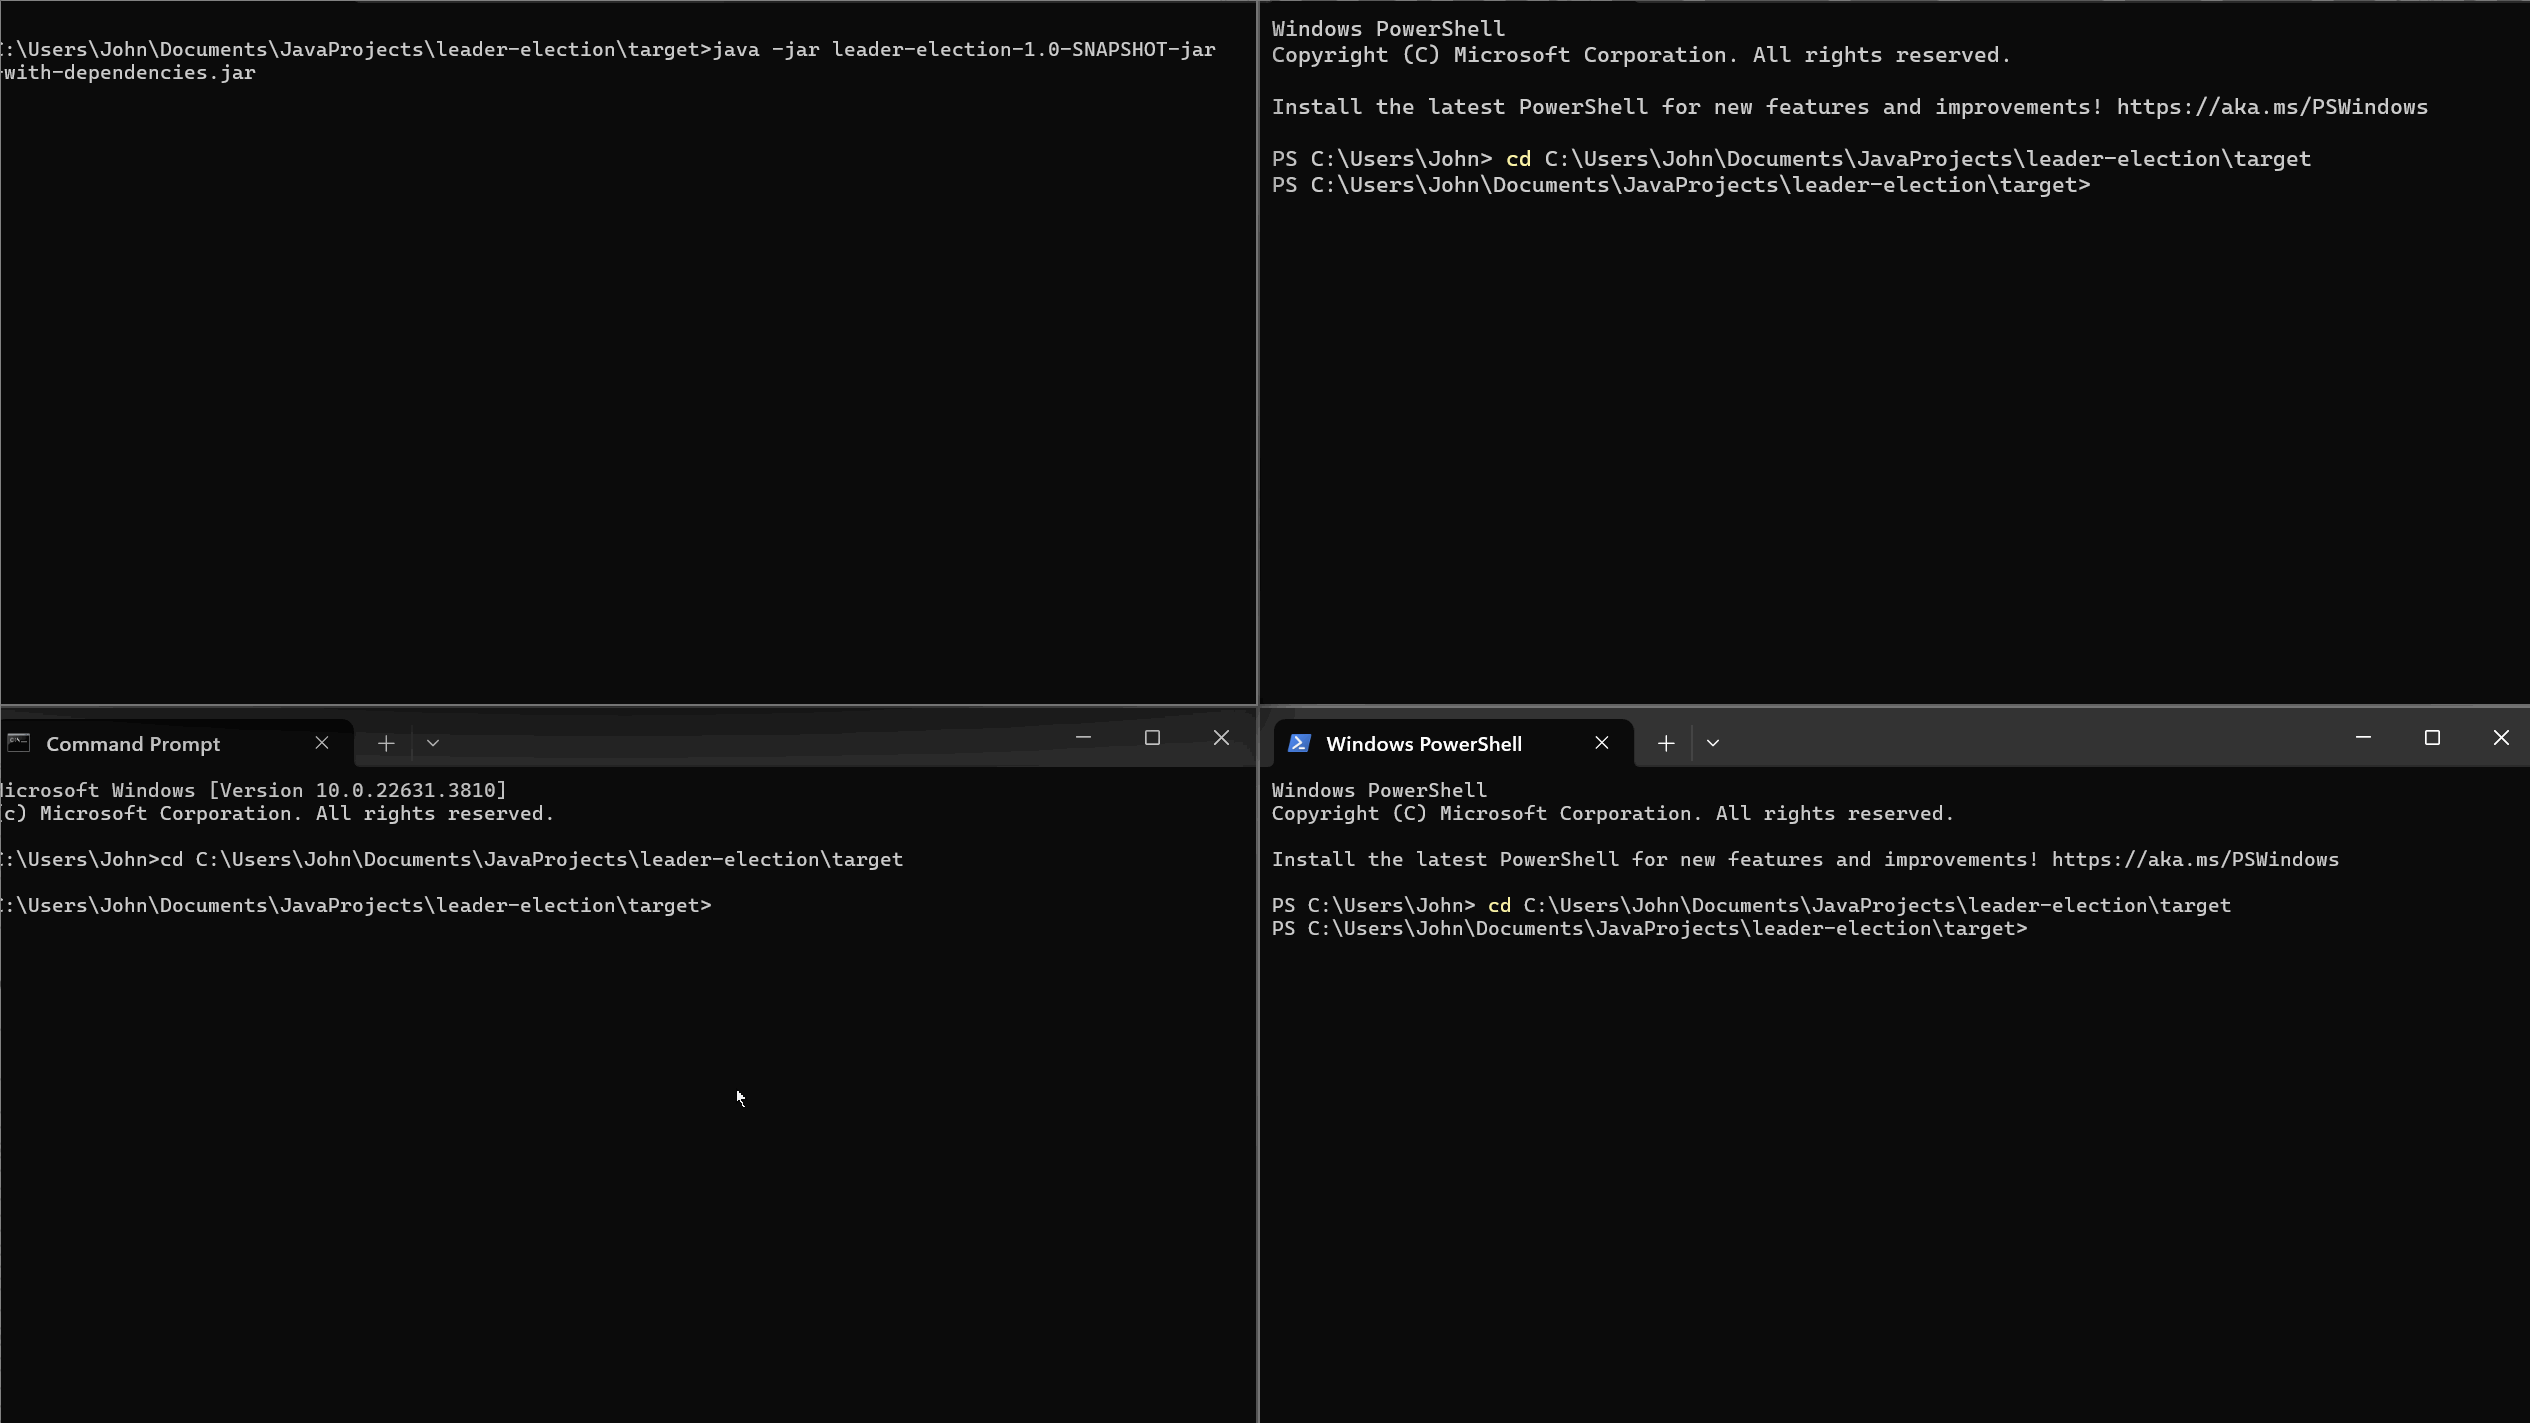 :\Users\John\Documents\JavaProjects\leader-election\target>java -jar leader-election-1.0-SNAPSHOT-jar
-with-dependencies.jar
Windows PowerShell
Copyright (C) Microsoft Corporation. All rights reserved.
Install the latest PowerShell for new features and improvements! https://aka.ms/PSWindows
PS C:\Users\John> cd C:\Users\John\Documents\JavaProjects\leader-election\target
PS C:\Users\John\Documents\JavaProjects\leader-election\target>
Command Prompt
Microsoft Windows [Version 10.0.22631.3810]
(c) Microsoft Corporation. All rights reserved.
:\Users\John>cd C:\Users\John\Documents\JavaProjects\leader-election\target
:\Users\John\Documents\JavaProjects\leader-election\target>
Windows PowerShell
Windows PowerShell
Copyright (C) Microsoft Corporation. All rights reserved.
Install the latest PowerShell for new features and improvements! https://aka.ms/PSWindows
PS C:\Users\John> cd C:\Users\John\Documents\JavaProjects\leader-election\target
PS C:\Users\John\Documents\JavaProjects\leader-election\target>